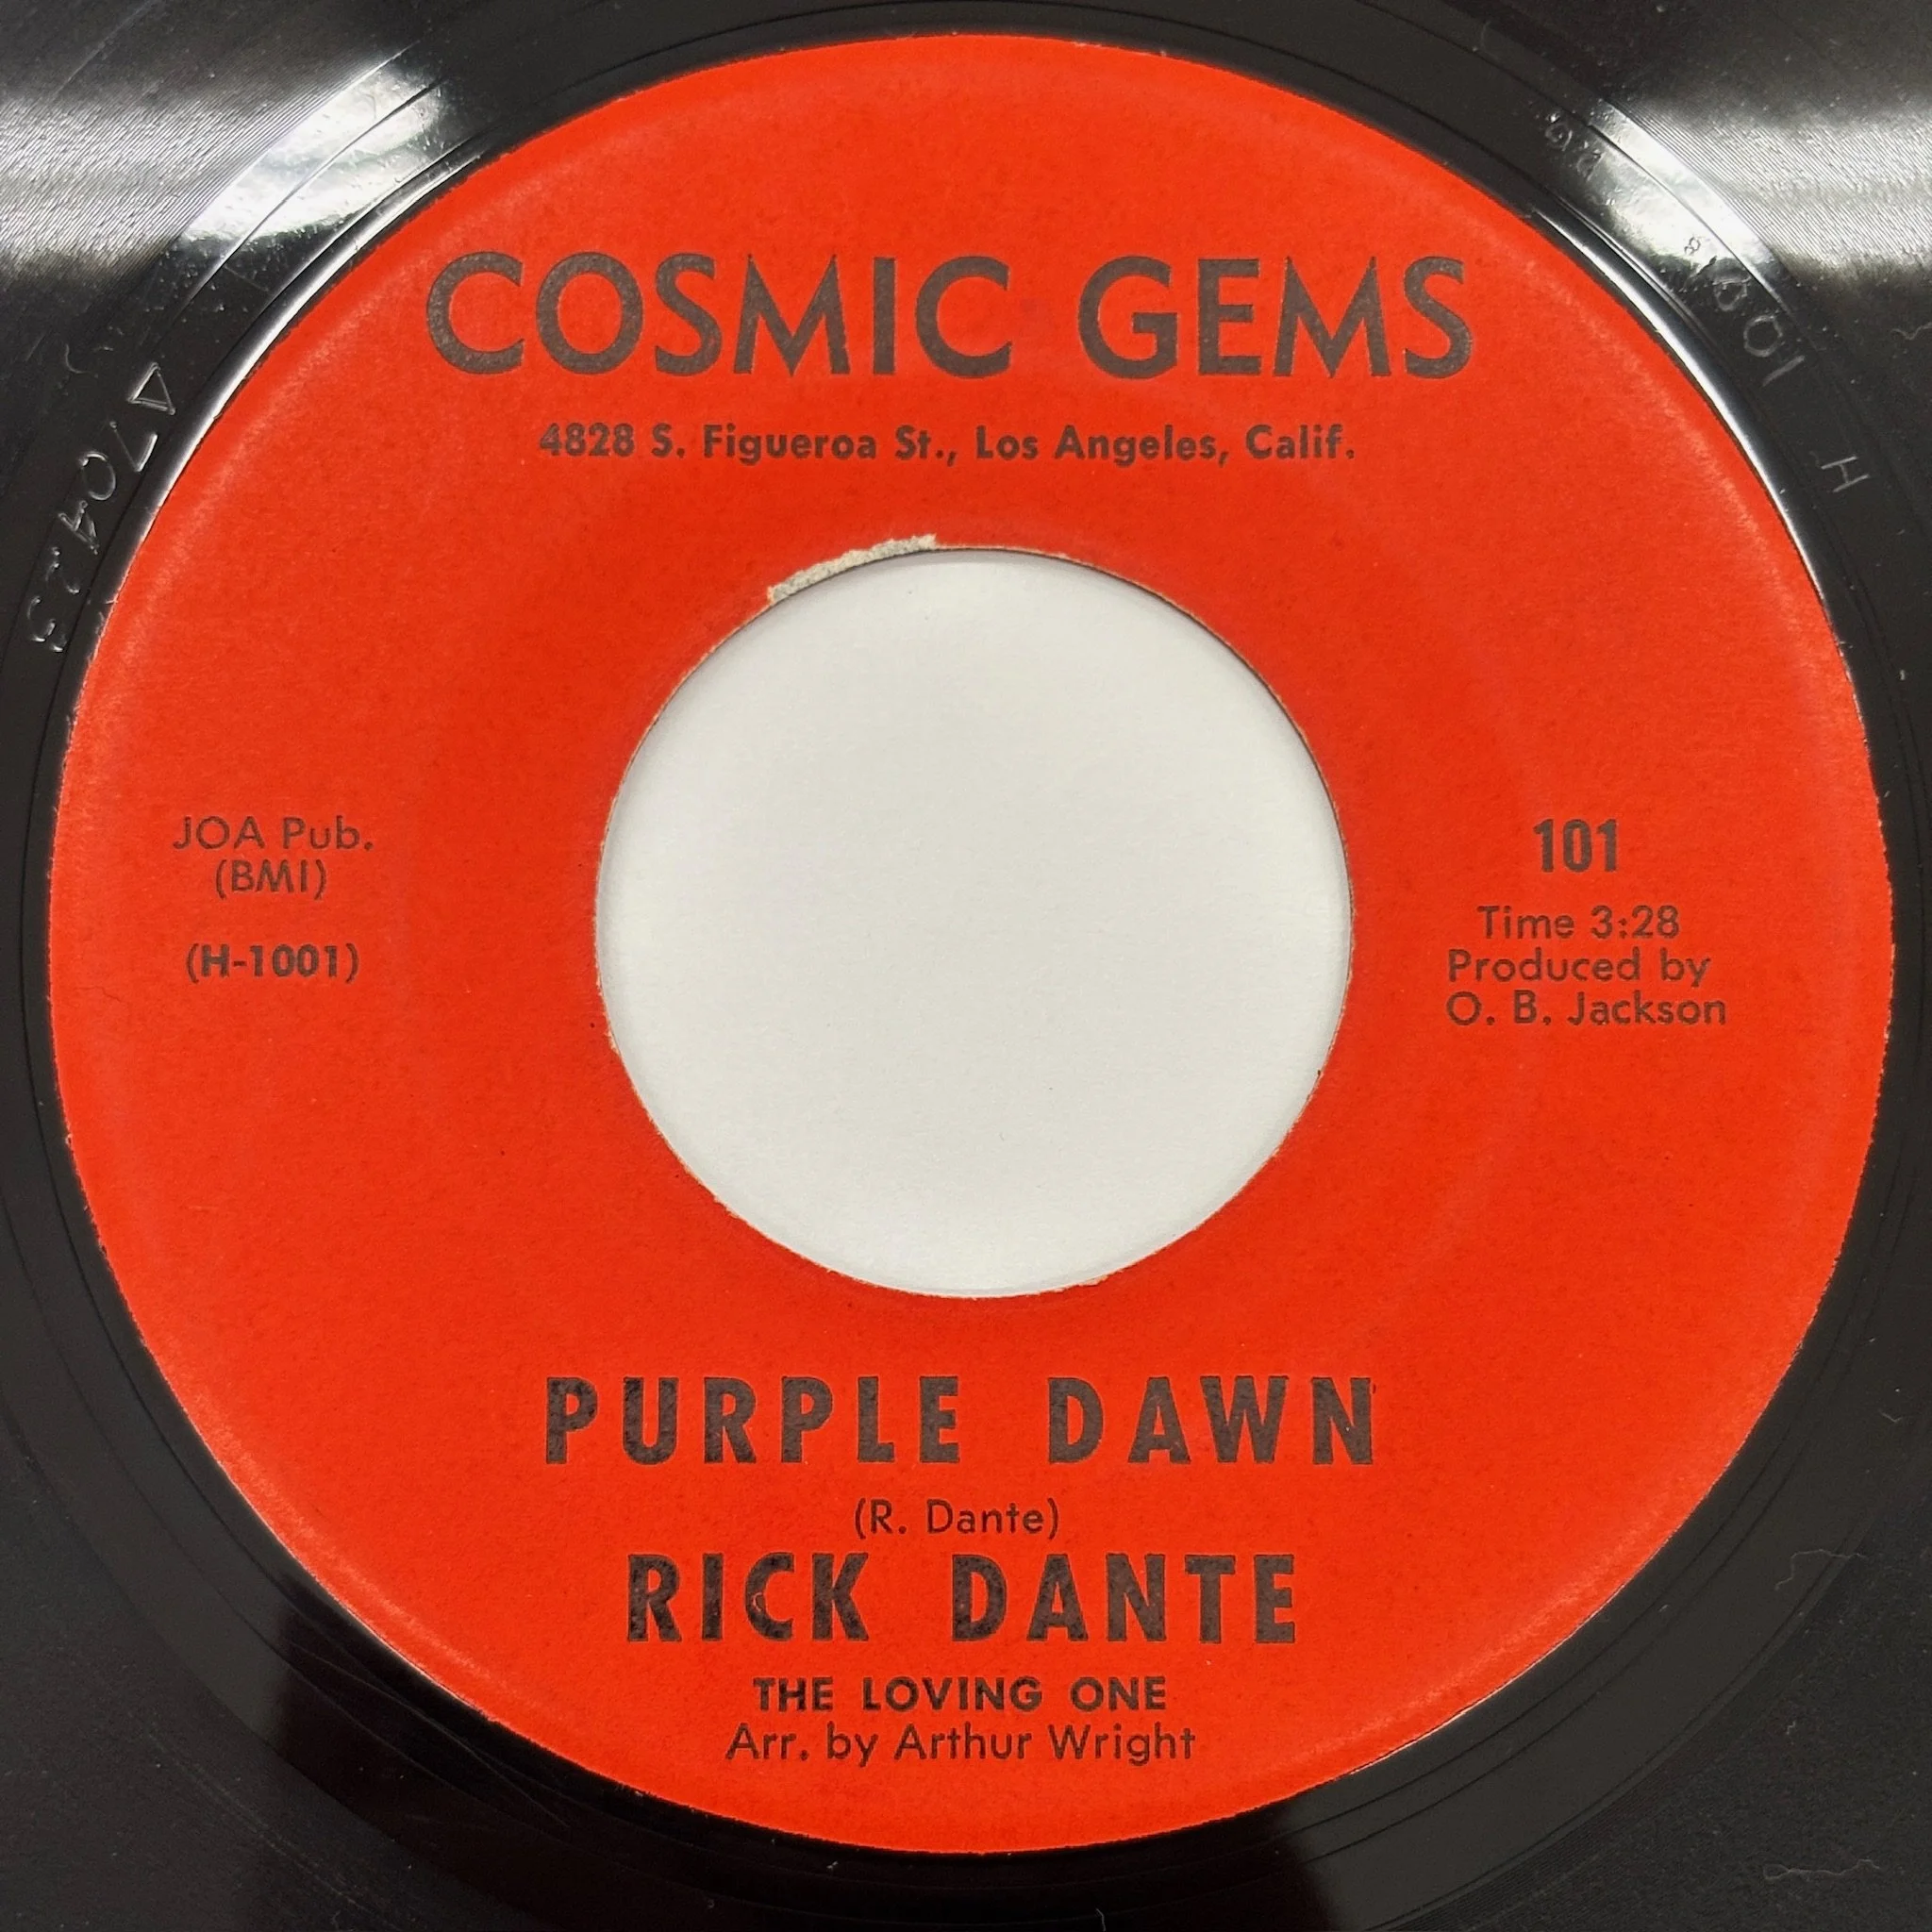 COSMIC GEMS
4828 S. Figueroa St., Los Angeles, Calif.
JOA Pub.
(BMI)
(H-1001)
101
Time 3:28
Produced by
O. B. Jackson
PURPLE DAWN
(R. Dante)
RICK DANTE
THE LOVING ONE
Arr. by Arthur Wright
Δ70423